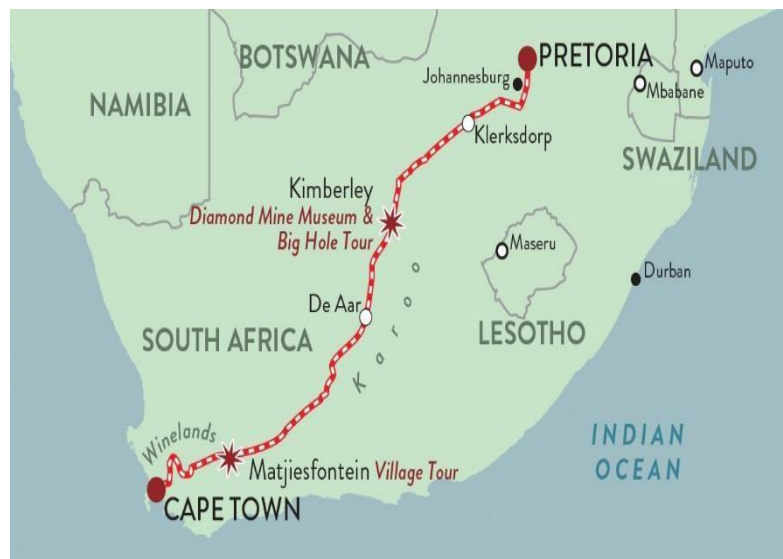 BOTSWANA
PRETORIA
Johannesburg
Maputo
Mbabane
NAMIBIA
Klerksdorp
SWAZILAND
Kimberley
Diamond Mine Museum &
Big Hole Tour
Maseru
Durban
De Aar
Karoo
SOUTH AFRICA
LESOTHO
Winelands
INDIAN
OCEAN
Matjiesfontein Village Tour
CAPE TOWN